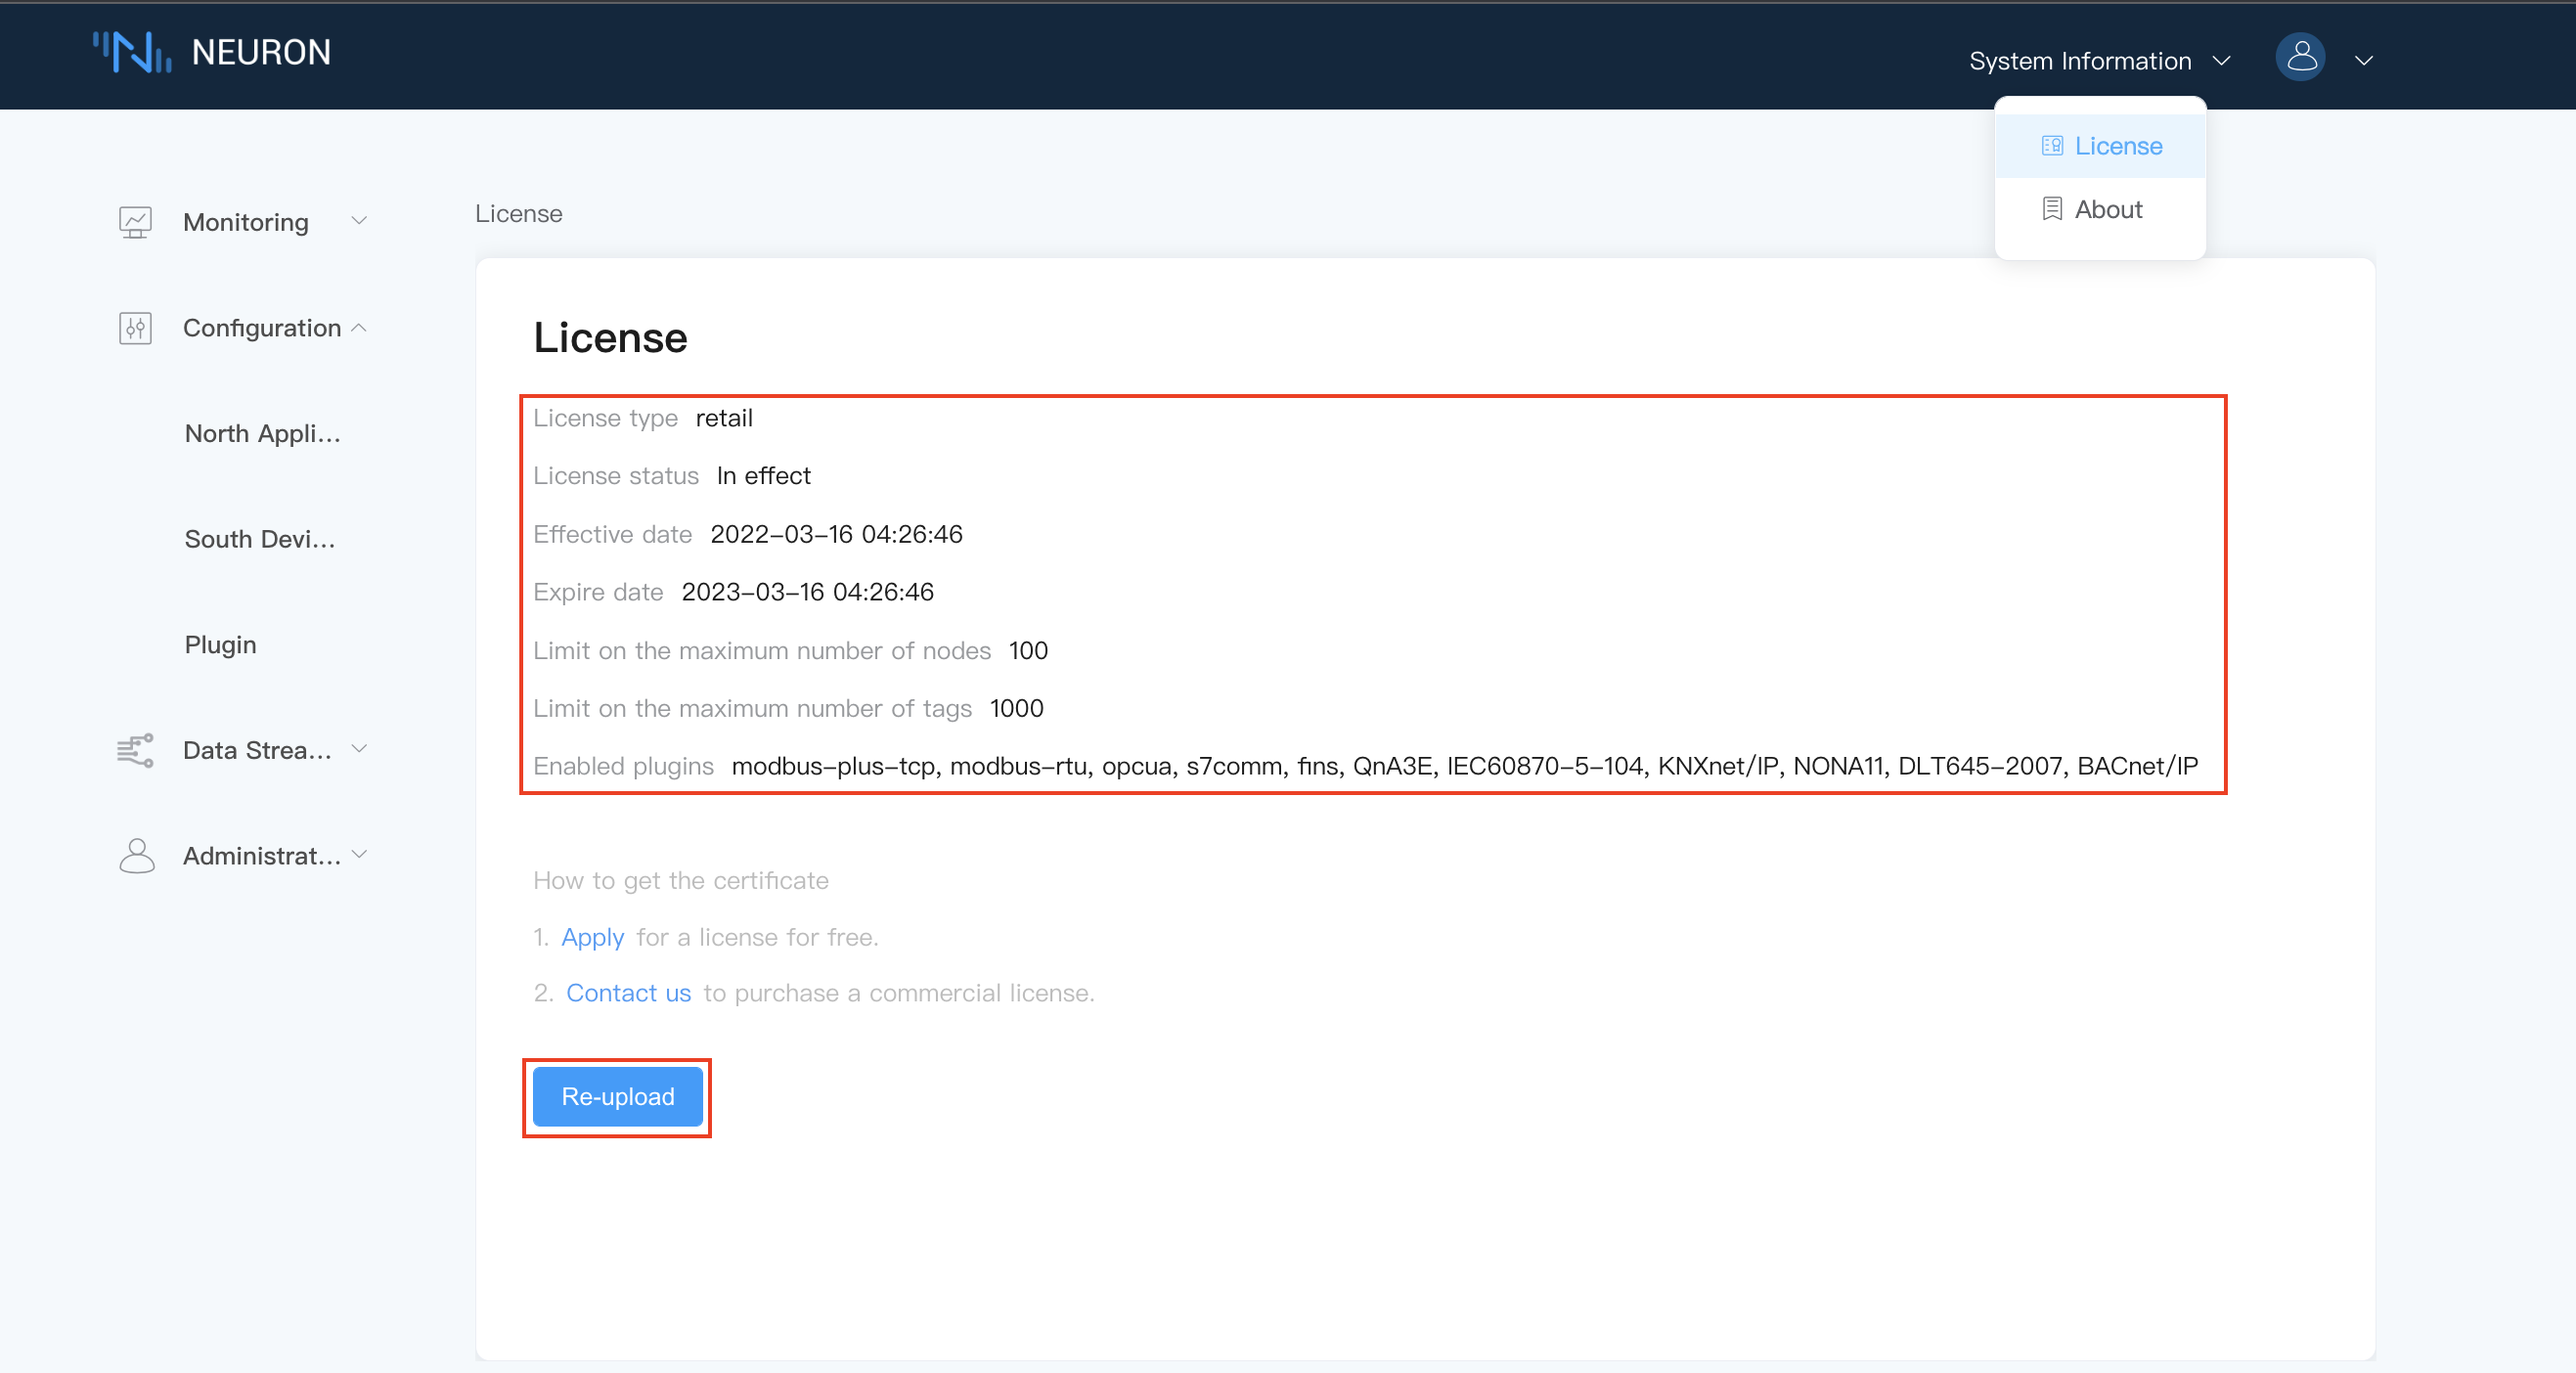 NEURON
System Information
License
About
Monitoring
Configuration
North Appli...
South Devi...
Plugin
Data Strea...
Administrat...
License
License
License type retail
License status In effect
Effective date 2022-03-16 04:26:46
Expire date 2023-03-16 04:26:46
Limit on the maximum number of nodes 100
Limit on the maximum number of tags 1000
Enabled plugins modbus-plus-tcp, modbus-rtu, opcua, s7comm, fins, QnA3E, IEC60870-5-104, KNXnet/IP, NONA11, DLT645-2007, BACnet/IP
How to get the certificate
1. Apply for a license for free.
2. Contact us to purchase a commercial license.
Re-upload